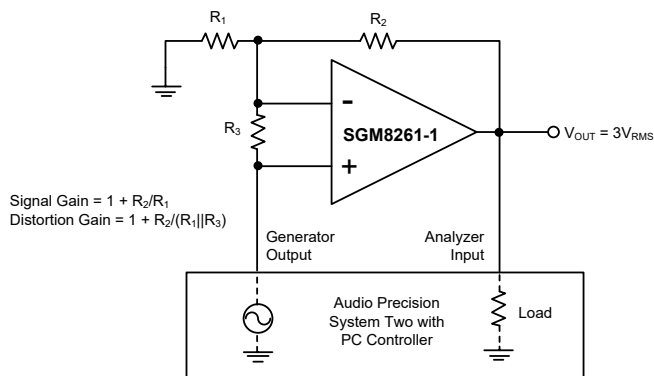 R1
R2
R3
-
SGM8261-1
+
VOUT = 3VRMS
Signal Gain = 1 + R2/R1
Distortion Gain = 1 + R2/(R1||R3)
Generator
Output
Analyzer
Input
Audio Precision
System Two with
PC Controller
Load